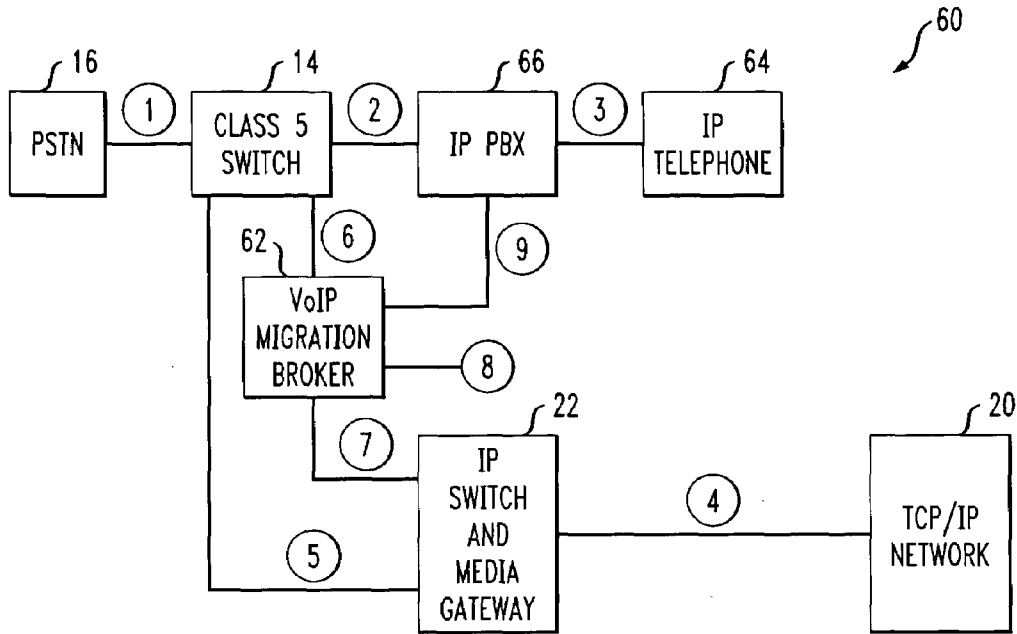 60
16
14
66
64
1
2
3
PSTN
CLASS 5
SWITCH
IP PBX
IP
TELEPHONE
62
6
9
VoIP
MIGRATION
BROKER
8
22
20
7
IP
SWITCH
AND
MEDIA
GATEWAY
4
TCP/IP
NETWORK
5